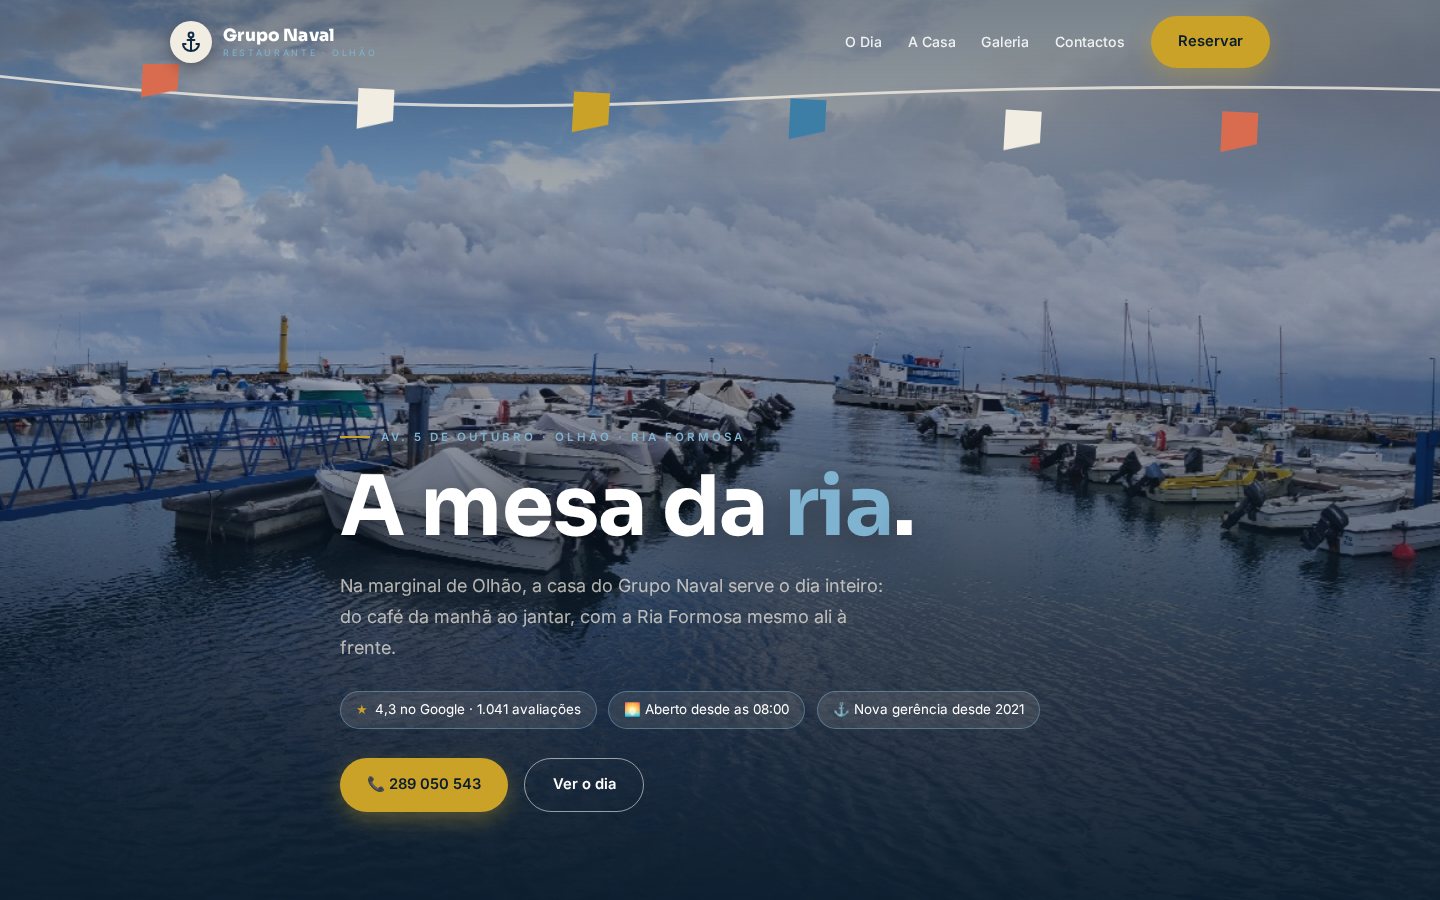 Grupo Naval
RESTAURANTE · OLHÃO
O Dia
A Casa
Galeria
Contactos
Reservar
AV. 5 DE OUTUBRO · OLHÃO · RIA FORMOSA
A mesa da ria.
Na marginal de Olhão, a casa do Grupo Naval serve o dia inteiro:
do café da manhã ao jantar, com a Ria Formosa mesmo ali à
frente.
★ 4,3 no Google · 1.041 avaliações
🌅 Aberto desde as 08:00
⚓ Nova gerência desde 2021
📞 289 050 543
Ver o dia